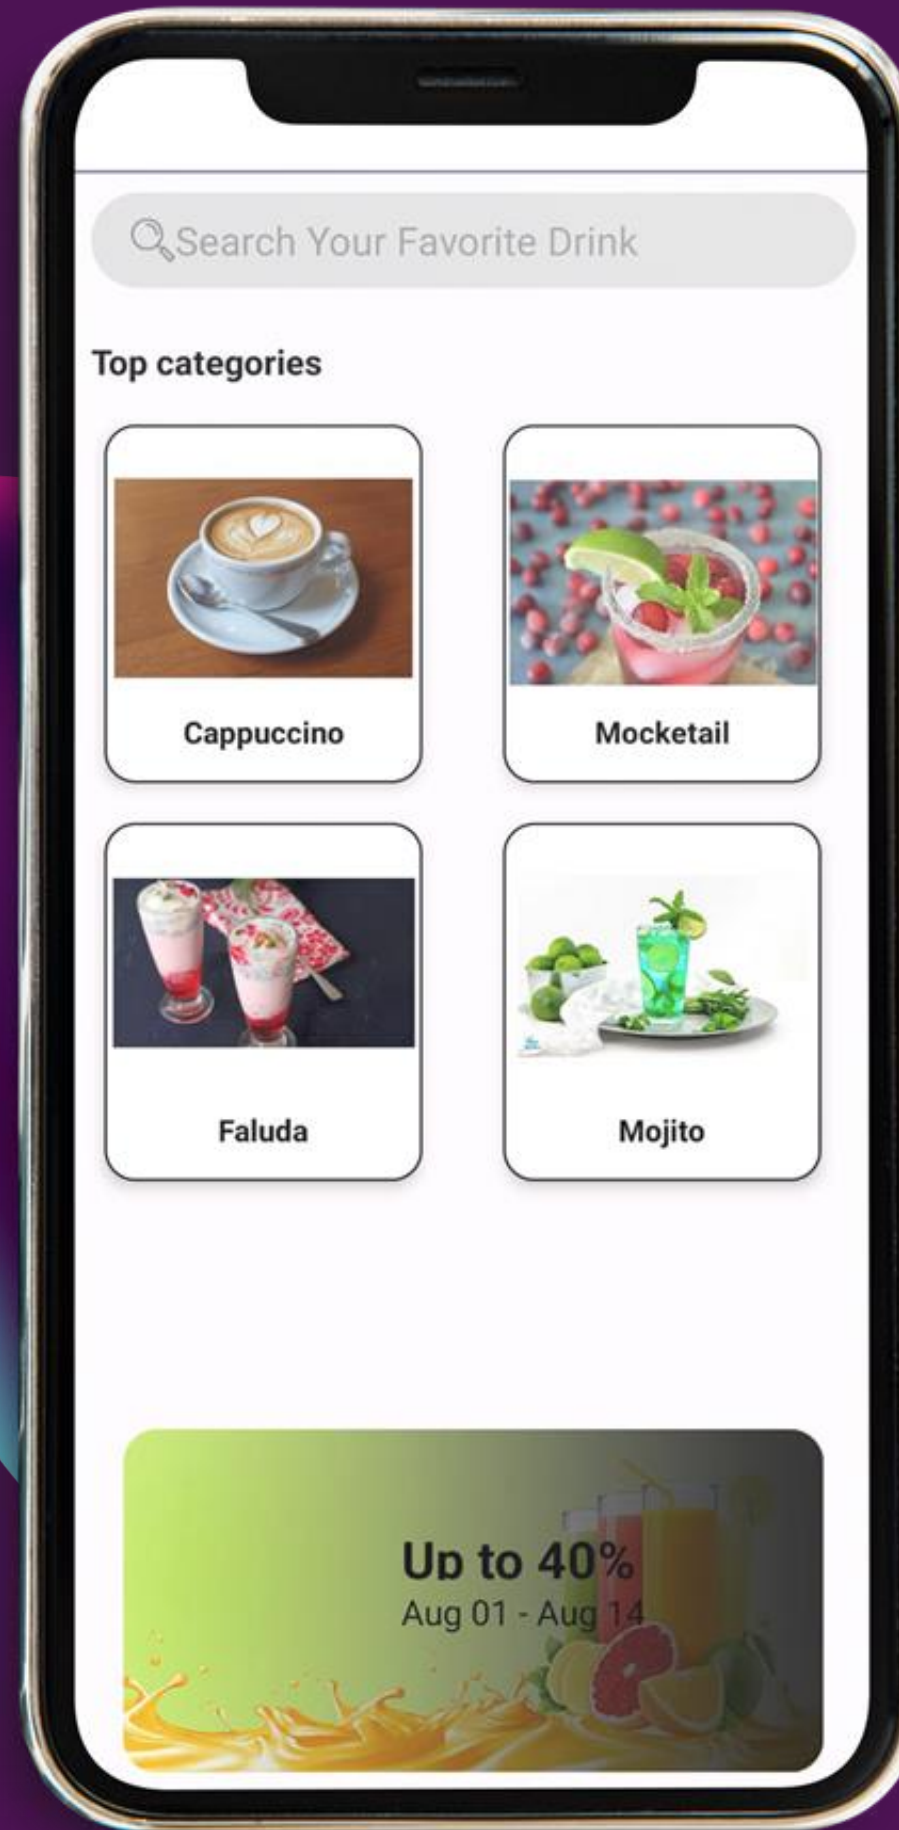 Search Your Favorite Drink
Top categories
Cappuccino
Mocketail
Faluda
Mojito
Up to 40%
Aug 01 - Aug 14